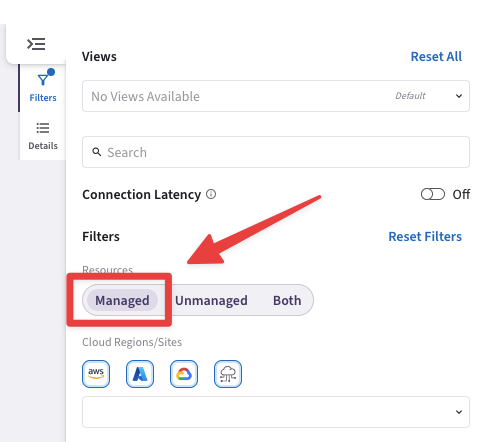 Views Reset All
No Views Available Default
Filters
Search
Details
Connection Latency Off
Filters Reset Filters
Resources
Managed Unmanaged Both
Cloud Regions/Sites
aws